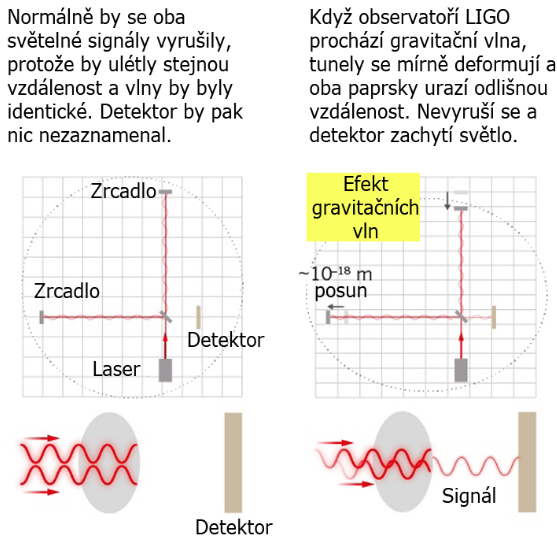 Normálně by se oba
světelné signály vyrušily,
protože by ulétly stejnou
vzdálenost a vlny by byly
identické. Detektor by pak
nic nezaznamenal.
Když observatoří LIGO
prochází gravitační vlna,
tunely se mírně deformují a
oba paprsky urazí odlišnou
vzdálenost. Nevyruší se a
detektor zachytí světlo.
Zrcadlo
Zrcadlo
Detektor
Laser
Efekt
gravitačních
vln
~10⁻¹⁸ m
posun
Detektor
Signál